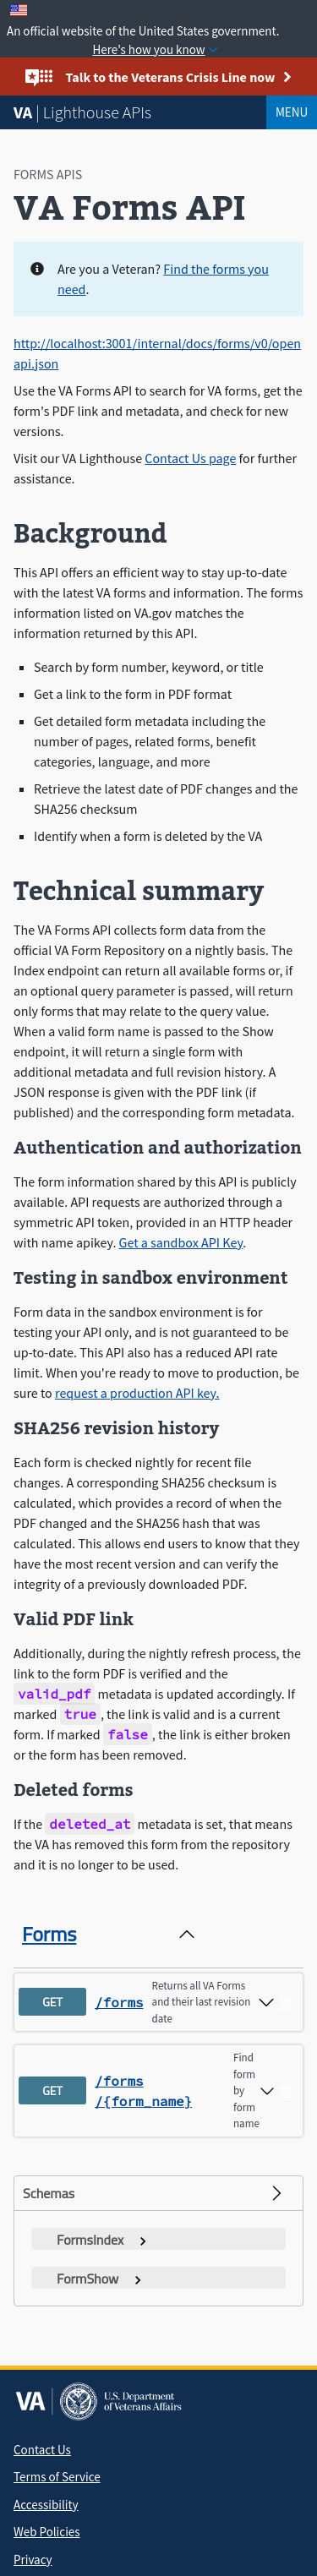 An official website of the United States government.
Here's how you know
Talk to the Veterans Crisis Line now
VA | Lighthouse APIs
MENU
FORMS APIS
VA Forms API
Are you a Veteran? Find the forms you
need.
http://localhost:3001/internal/docs/forms/v0/open
api.json
Use the VA Forms API to search for VA forms, get the
form's PDF link and metadata, and check for new
versions.
Visit our VA Lighthouse Contact Us page for further
assistance.
Background
This API offers an efficient way to stay up-to-date
with the latest VA forms and information. The forms
information listed on VA.gov matches the
information returned by this API.
Search by form number, keyword, or title
Get a link to the form in PDF format
Get detailed form metadata including the
number of pages, related forms, benefit
categories, language, and more
Retrieve the latest date of PDF changes and the
SHA256 checksum
Identify when a form is deleted by the VA
Technical summary
The VA Forms API collects form data from the
official VA Form Repository on a nightly basis. The
Index endpoint can return all available forms or, if
an optional query parameter is passed, will return
only forms that may relate to the query value.
When a valid form name is passed to the Show
endpoint, it will return a single form with
additional metadata and full revision history. A
JSON response is given with the PDF link (if
published) and the corresponding form metadata.
Authentication and authorization
The form information shared by this API is publicly
available. API requests are authorized through a
symmetric API token, provided in an HTTP header
with name apikey. Get a sandbox API Key.
Testing in sandbox environment
Form data in the sandbox environment is for
testing your API only, and is not guaranteed to be
up-to-date. This API also has a reduced API rate
limit. When you're ready to move to production, be
sure to request a production API key.
SHA256 revision history
Each form is checked nightly for recent file
changes. A corresponding SHA256 checksum is
calculated, which provides a record of when the
PDF changed and the SHA256 hash that was
calculated. This allows end users to know that they
have the most recent version and can verify the
integrity of a previously downloaded PDF.
Valid PDF link
Additionally, during the nightly refresh process, the
link to the form PDF is verified and the
valid_pdf metadata is updated accordingly. If
marked true, the link is valid and is a current
form. If marked false, the link is either broken
or the form has been removed.
Deleted forms
If the deleted_at metadata is set, that means
the VA has removed this form from the repository
and it is no longer to be used.
Forms
GET
/forms
Returns all VA Forms
and their last revision
date
GET
/forms
/{form_name}
Find
form
by
form
name
Schemas
FormsIndex
FormShow
VA | U.S. Department
of Veterans Affairs
Contact Us
Terms of Service
Accessibility
Web Policies
Privacy